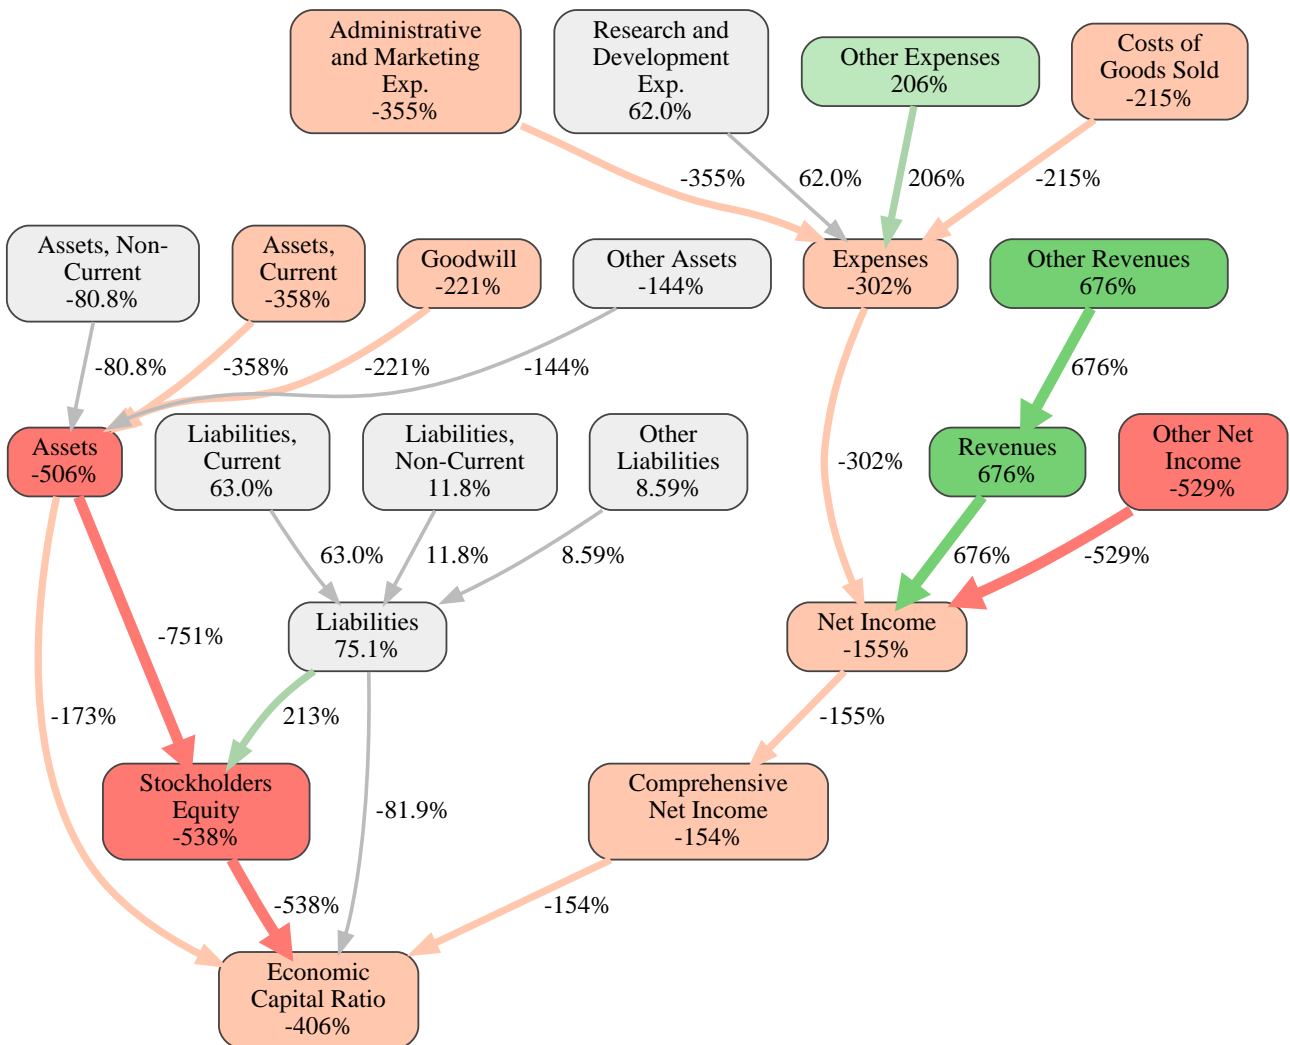 Administrative
and Marketing
Exp.
-355%
Research and
Development
Exp.
62.0%
Other Expenses
206%
Costs of
Goods Sold
-215%
-355%
62.0%
206%
-215%
Assets, Non-
Current
-80.8%
Assets,
Current
-358%
Goodwill
-221%
Other Assets
-144%
Expenses
-302%
Other Revenues
676%
-80.8%
-358%
-221%
-144%
676%
Assets
-506%
Liabilities,
Current
63.0%
Liabilities,
Non-Current
11.8%
Other
Liabilities
8.59%
-302%
Revenues
676%
Other Net
Income
-529%
63.0%
11.8%
8.59%
676%
-529%
Liabilities
75.1%
Net Income
-155%
-751%
-173%
213%
-155%
Stockholders
Equity
-538%
-81.9%
Comprehensive
Net Income
-154%
-538%
-154%
Economic
Capital Ratio
-406%